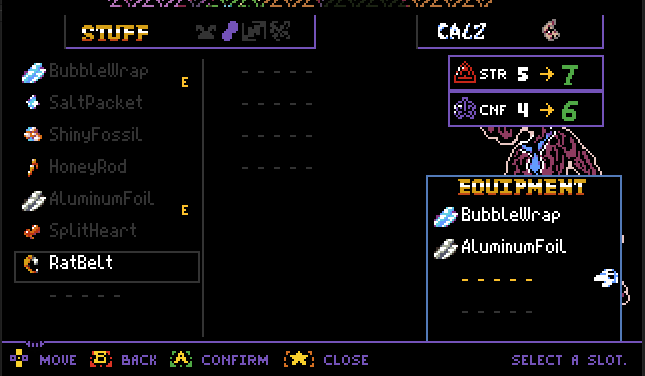 STUFF
BubbleWrap E
SaltPacket
ShinyFossil
HoneyRod
AluminumFoil E
SplitHeart
RatBelt
- - - - -
- - - - -
- - - - -
- - - - -
- - - - -
CALZ
STR 5 → 7
CNF 4 → 6
EQUIPMENT
BubbleWrap
AluminumFoil
- - - - -
- - - - -
MOVE B BACK A CONFIRM CLOSE SELECT A SLOT.